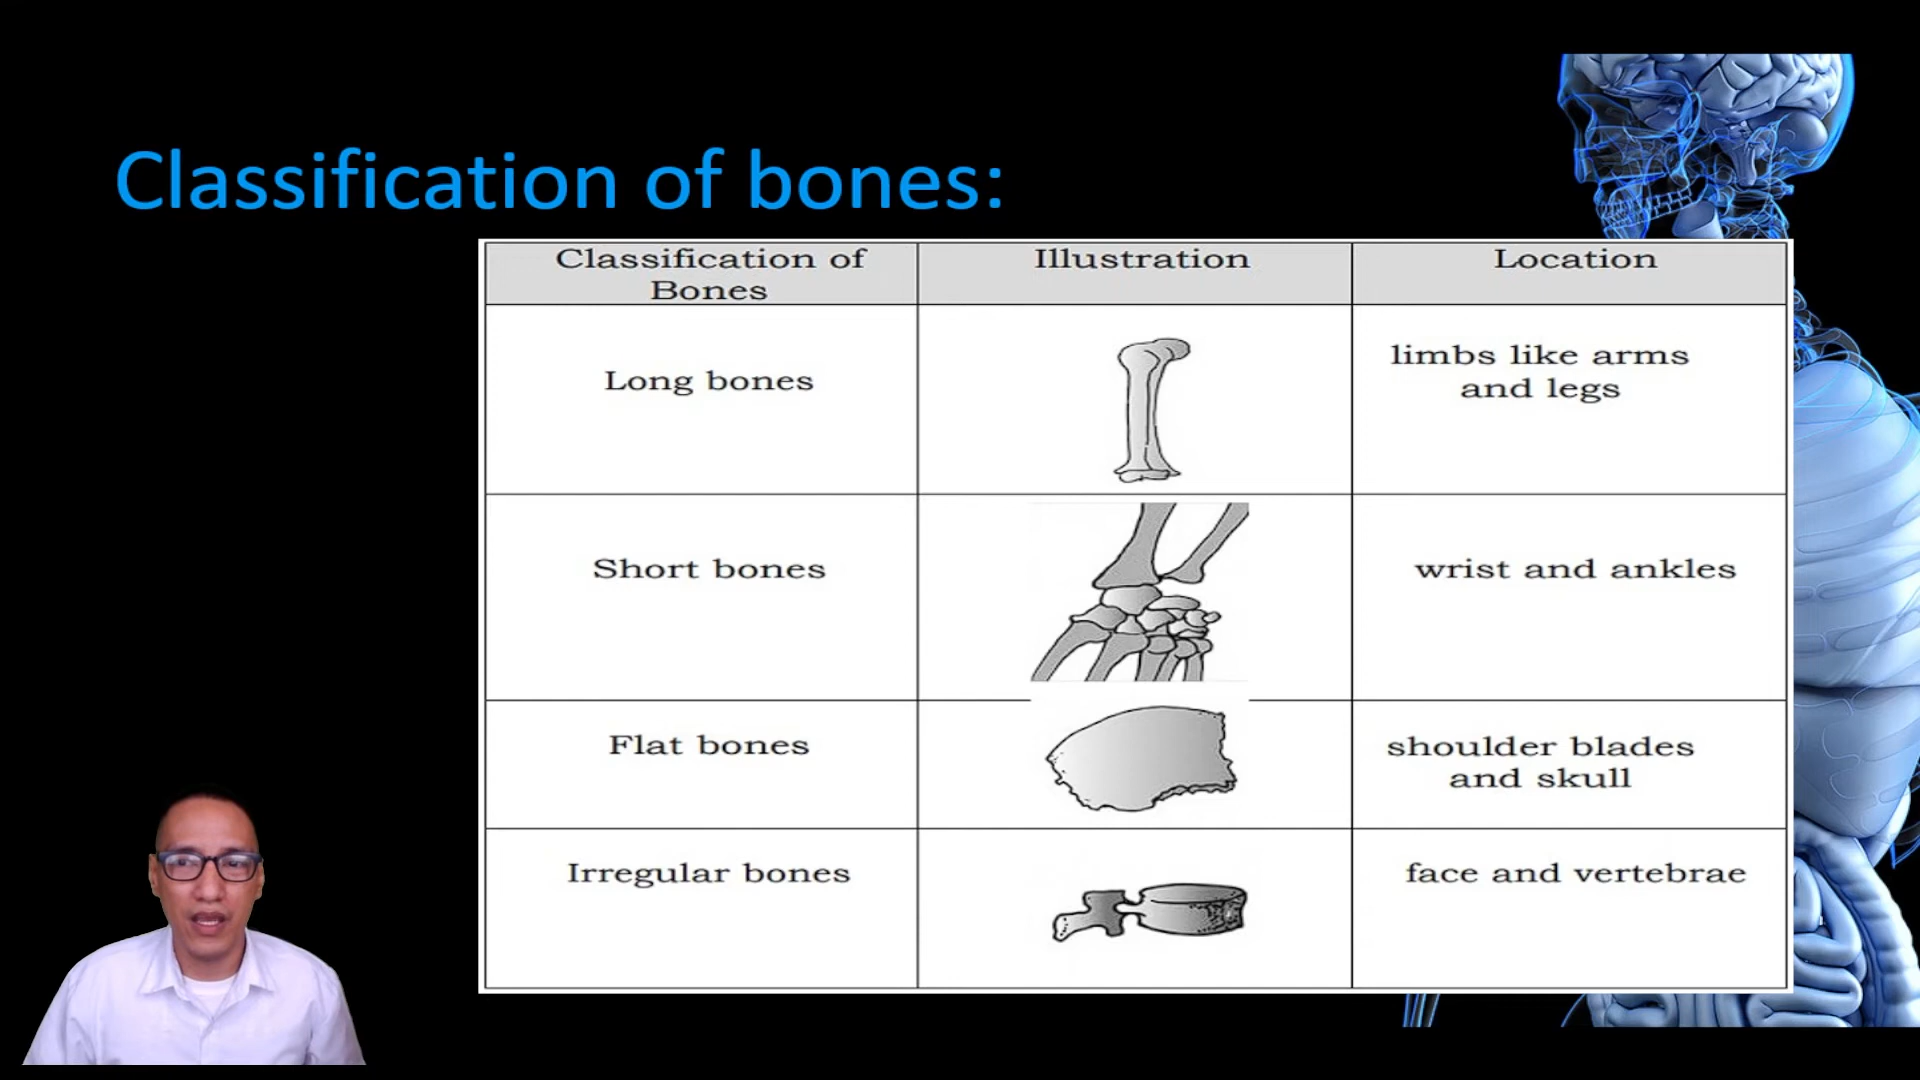 Classification of bones:
Classification of
Bones
Illustration
Location
Long bones
limbs like arms
and legs
Short bones
wrist and ankles
Flat bones
shoulder blades
and skull
Irregular bones
face and vertebrae